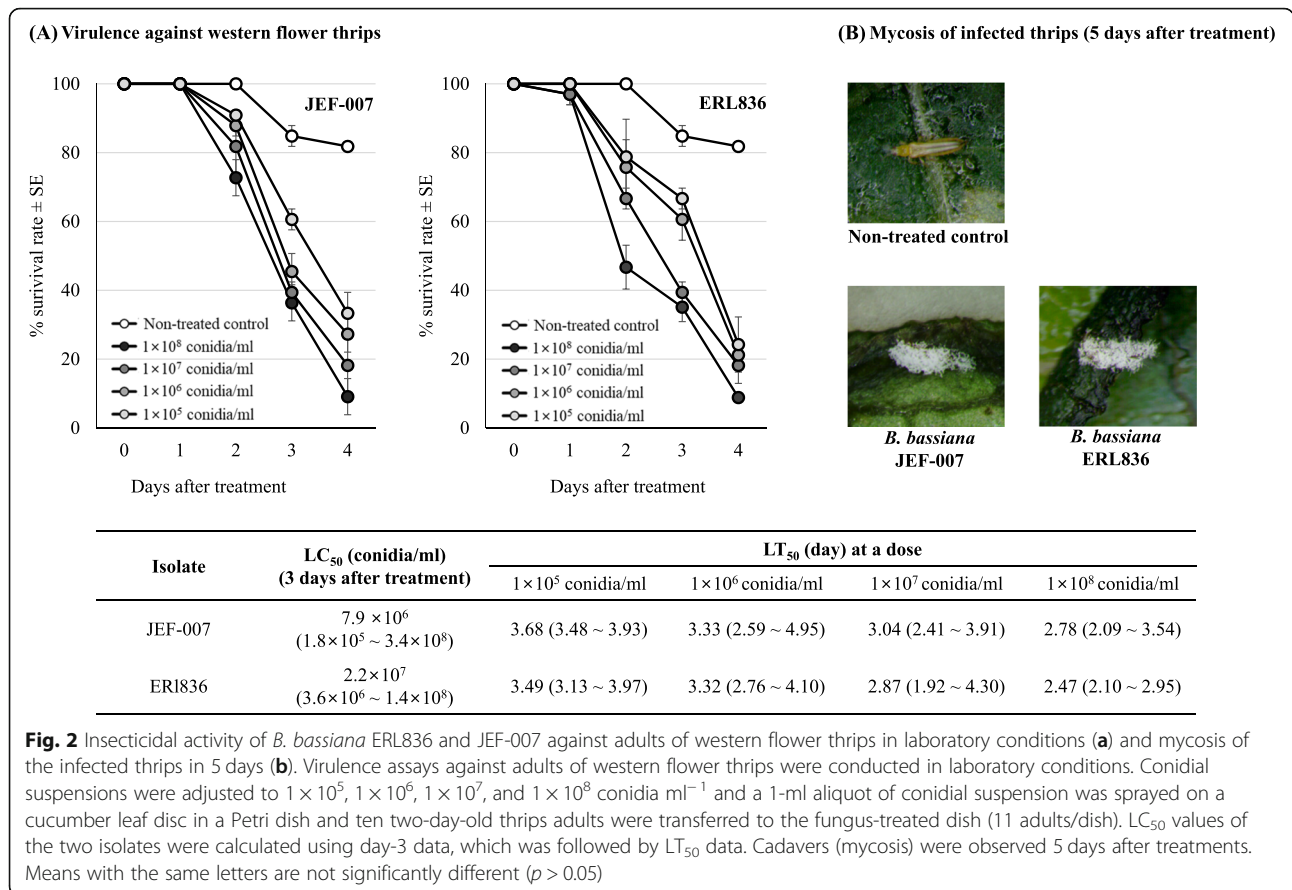 (A) Virulence against western flower thrips
(B) Mycosis of infected thrips (5 days after treatment)
100
80
60
40
20
0
% surival rate ± SE
JEF-007
Non-treated control
1×10⁸ conidia/ml
1×10⁷ conidia/ml
1×10⁶ conidia/ml
1×10⁵ conidia/ml
0 1 2 3 4
Days after treatment
100
80
60
40
20
0
% surival rate ± SE
ERL836
Non-treated control
1×10⁸ conidia/ml
1×10⁷ conidia/ml
1×10⁶ conidia/ml
1×10⁵ conidia/ml
0 1 2 3 4
Days after treatment
Non-treated control
B. bassiana
JEF-007
B. bassiana
ERL836
Isolate
LC₅₀ (conidia/ml)
(3 days after treatment)
LT₅₀ (day) at a dose
1×10⁵ conidia/ml 1×10⁶ conidia/ml 1×10⁷ conidia/ml 1×10⁸ conidia/ml
JEF-007
7.9 ×10⁶
(1.8×10⁵ ~ 3.4×10⁸)
3.68 (3.48 ~ 3.93) 3.33 (2.59 ~ 4.95) 3.04 (2.41 ~ 3.91) 2.78 (2.09 ~ 3.54)
ERl836
2.2×10⁷
(3.6×10⁶ ~ 1.4×10⁸)
3.49 (3.13 ~ 3.97) 3.32 (2.76 ~ 4.10) 2.87 (1.92 ~ 4.30) 2.47 (2.10 ~ 2.95)
Fig. 2 Insecticidal activity of B. bassiana ERL836 and JEF-007 against adults of western flower thrips in laboratory conditions (a) and mycosis of
the infected thrips in 5 days (b). Virulence assays against adults of western flower thrips were conducted in laboratory conditions. Conidial
suspensions were adjusted to 1 × 10⁵, 1 × 10⁶, 1 × 10⁷, and 1 × 10⁸ conidia ml⁻¹ and a 1-ml aliquot of conidial suspension was sprayed on a
cucumber leaf disc in a Petri dish and ten two-day-old thrips adults were transferred to the fungus-treated dish (11 adults/dish). LC₅₀ values of
the two isolates were calculated using day-3 data, which was followed by LT₅₀ data. Cadavers (mycosis) were observed 5 days after treatments.
Means with the same letters are not significantly different (p > 0.05)